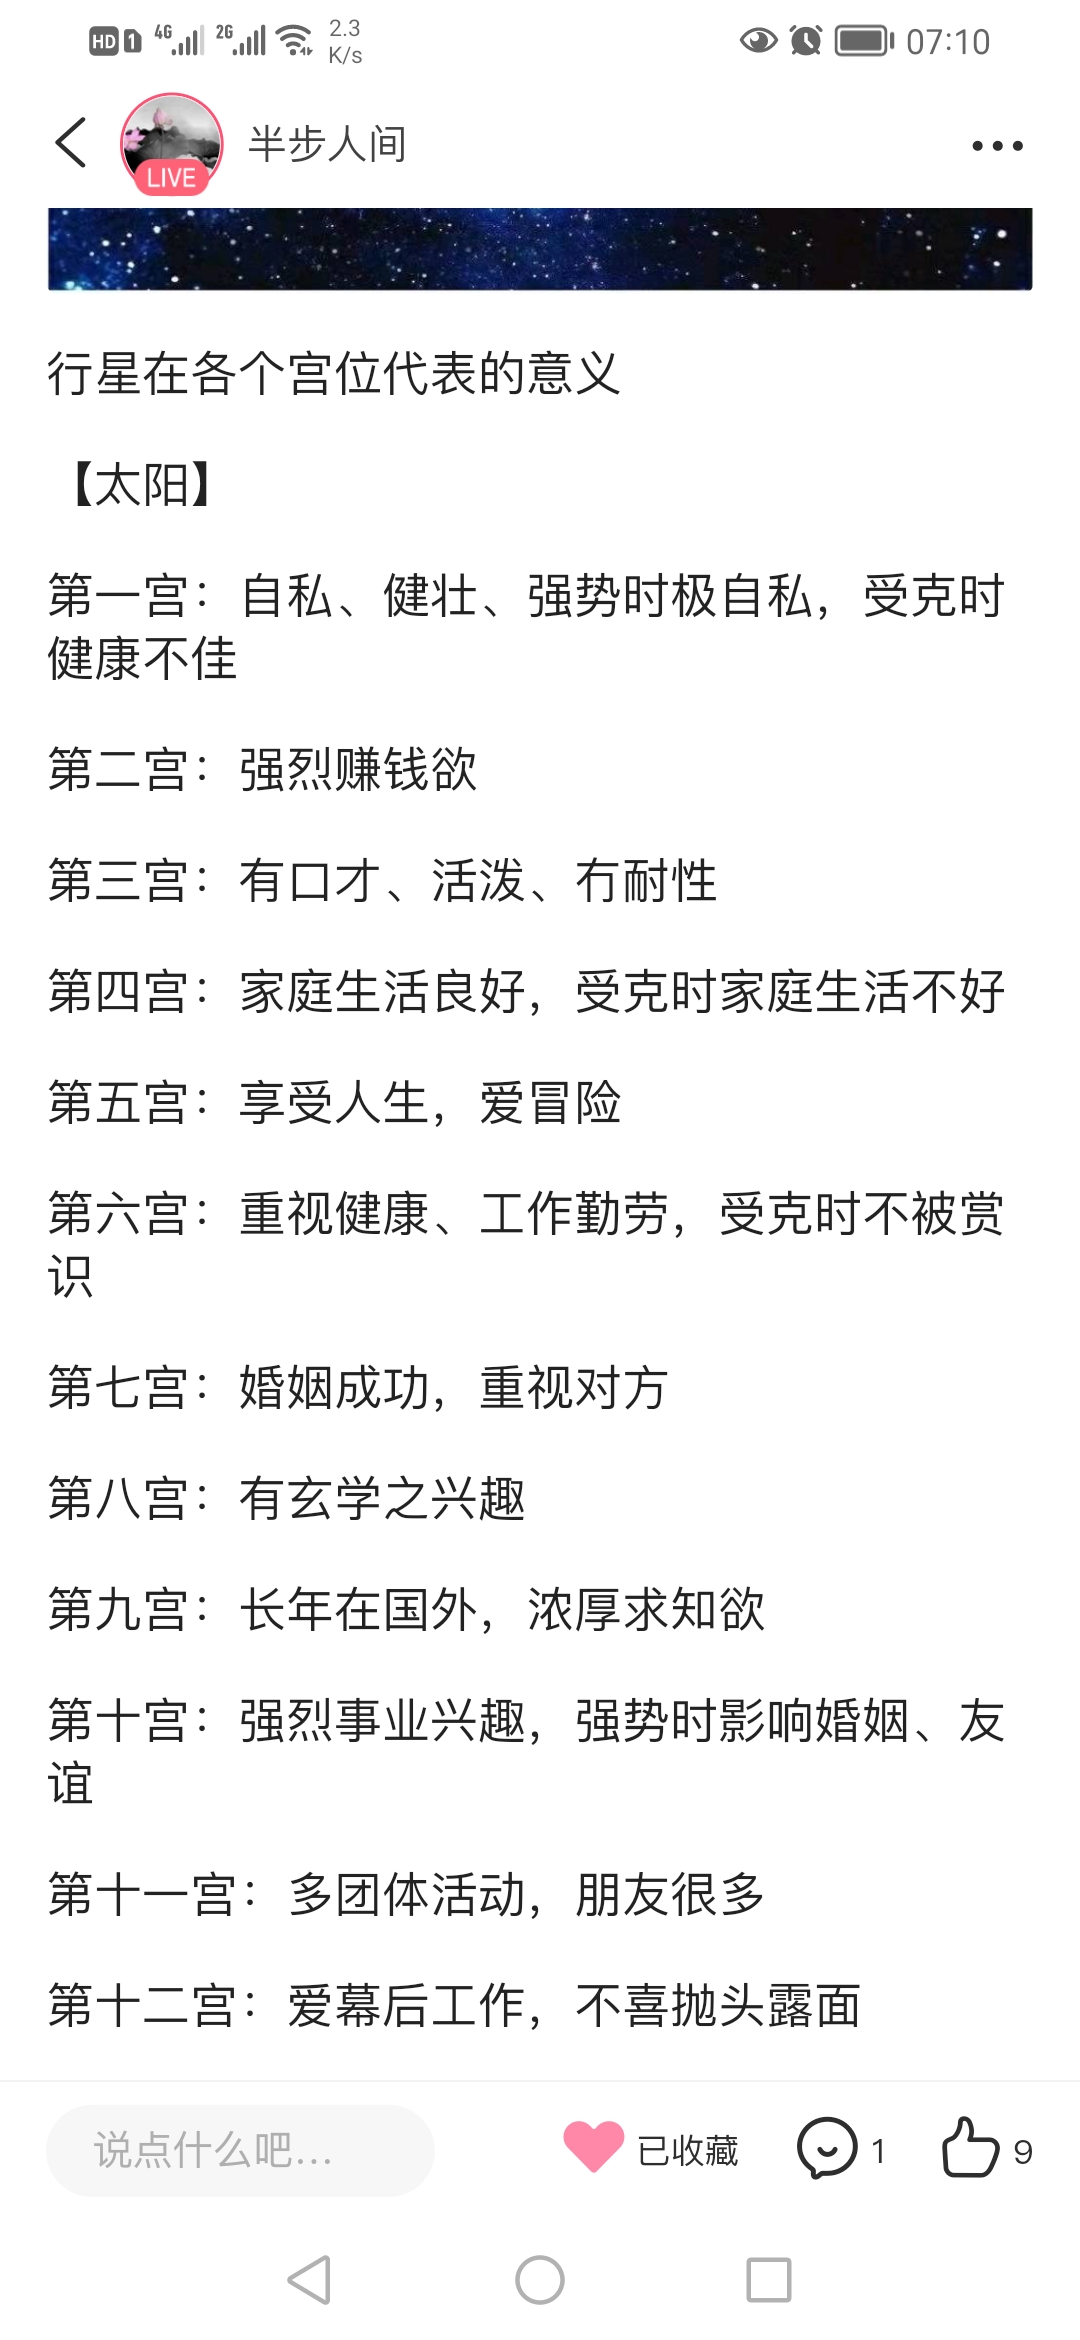 HD 1 4G 2G 2.3 K/s 07:10
半步人间
LIVE
行星在各个宫位代表的意义
【太阳】
第一宫：自私、健壮、强势时极自私，受克时
健康不佳
第二宫：强烈赚钱欲
第三宫：有口才、活泼、冇耐性
第四宫：家庭生活良好，受克时家庭生活不好
第五宫：享受人生，爱冒险
第六宫：重视健康、工作勤劳，受克时不被赏
识
第七宫：婚姻成功，重视对方
第八宫：有玄学之兴趣
第九宫：长年在国外，浓厚求知欲
第十宫：强烈事业兴趣，强势时影响婚姻、友
谊
第十一宫：多团体活动，朋友很多
第十二宫：爱幕后工作，不喜抛头露面
说点什么吧... 已收藏 1 9